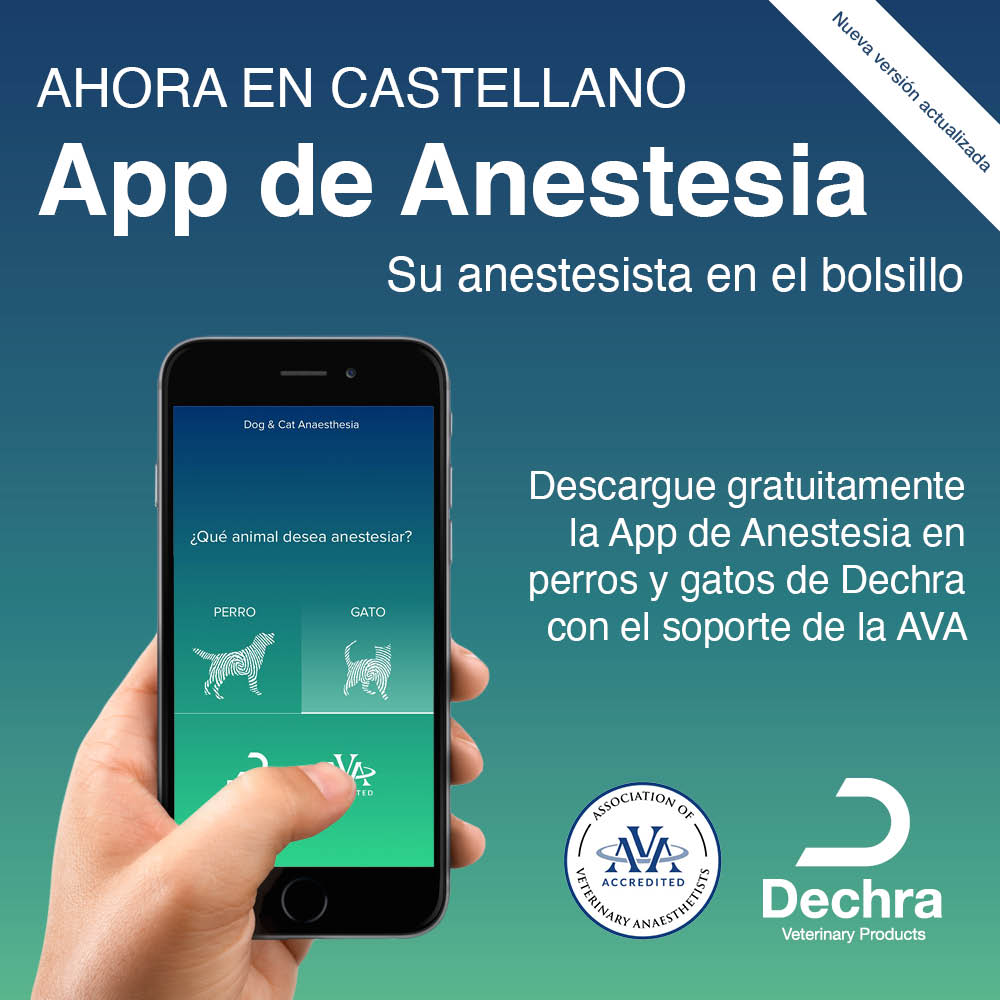 Nueva versión actualizada
AHORA EN CASTELLANO
App de Anestesia
Su anestesista en el bolsillo
Dog & Cat Anaesthesia
¿Qué animal desea anestesiar?
PERRO
GATO
AVA
Descargue gratuitamente
la App de Anestesia en
perros y gatos de Dechra
con el soporte de la AVA
ASSOCIATION OF
AVA
ACCREDITED
VETERINARY ANAESTHETISTS
Dechra
Veterinary Products